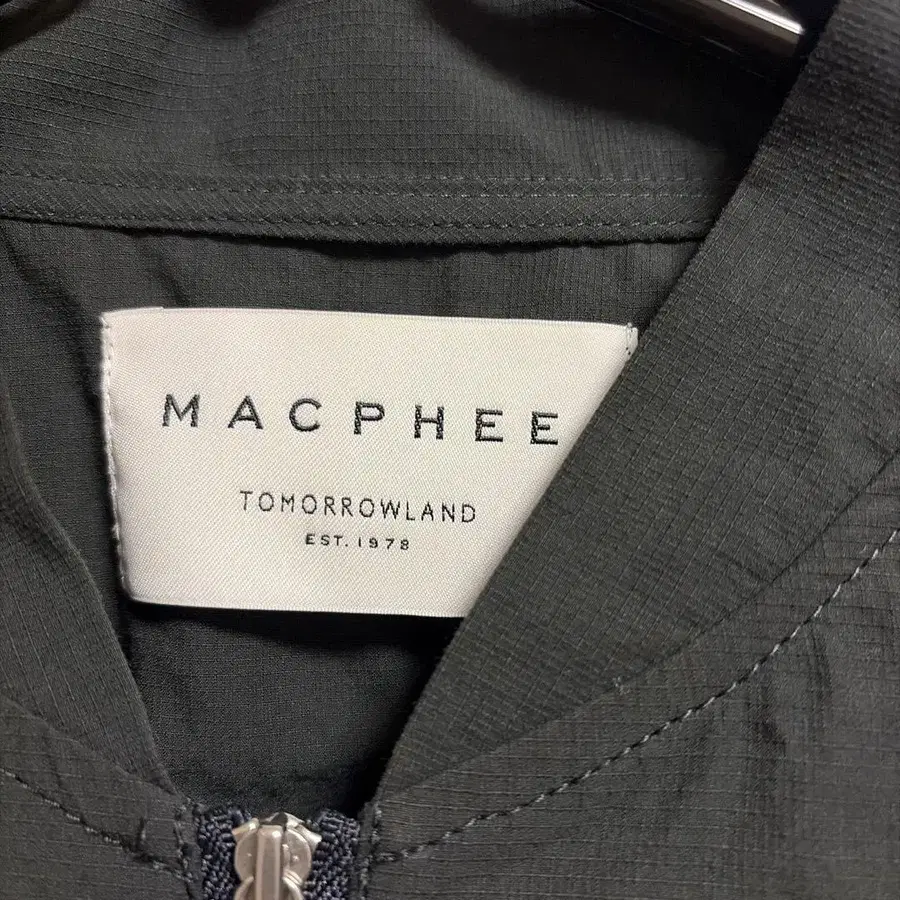 MACPHEE
TOMORROWLAND
EST. 1978